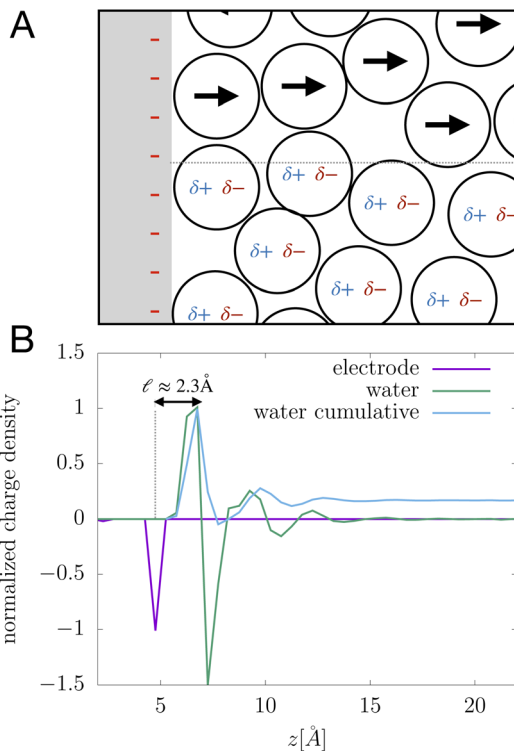 A
δ+ δ−
δ+ δ−
δ+ δ−
δ+ δ−
δ+ δ−
δ+ δ−
δ+ δ−
δ+ δ−
B
1.5
ℓ ≈ 2.3Å
electrode
water
water cumulative
1
0.5
0
−0.5
−1
−1.5
normalized charge density
5
10
15
20
z[Å]